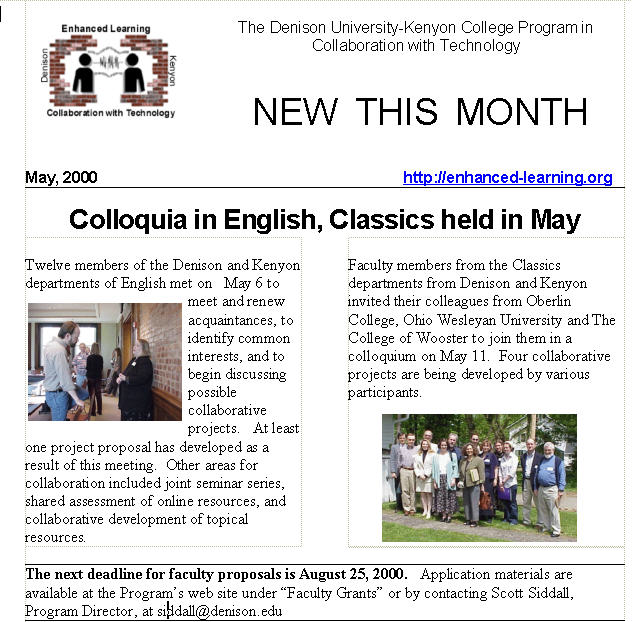 Enhanced Learning
Denison
Kenyon
Collaboration with Technology
The Denison University-Kenyon College Program in
Collaboration with Technology
NEW THIS MONTH
May, 2000
http://enhanced-learning.org
Colloquia in English, Classics held in May
Twelve members of the Denison and Kenyon
departments of English met on May 6 to
meet and renew
acquaintances, to
identify common
interests, and to
begin discussing
possible
collaborative
projects. At least
one project proposal has developed as a
result of this meeting. Other areas for
collaboration included joint seminar series,
shared assessment of online resources, and
collaborative development of topical
resources.
Faculty members from the Classics
departments from Denison and Kenyon
invited their colleagues from Oberlin
College, Ohio Wesleyan University and The
College of Wooster to join them in a
colloquium on May 11. Four collaborative
projects are being developed by various
participants.
The next deadline for faculty proposals is August 25, 2000. Application materials are
available at the Program's web site under “Faculty Grants” or by contacting Scott Siddall,
Program Director, at siddall@denison.edu